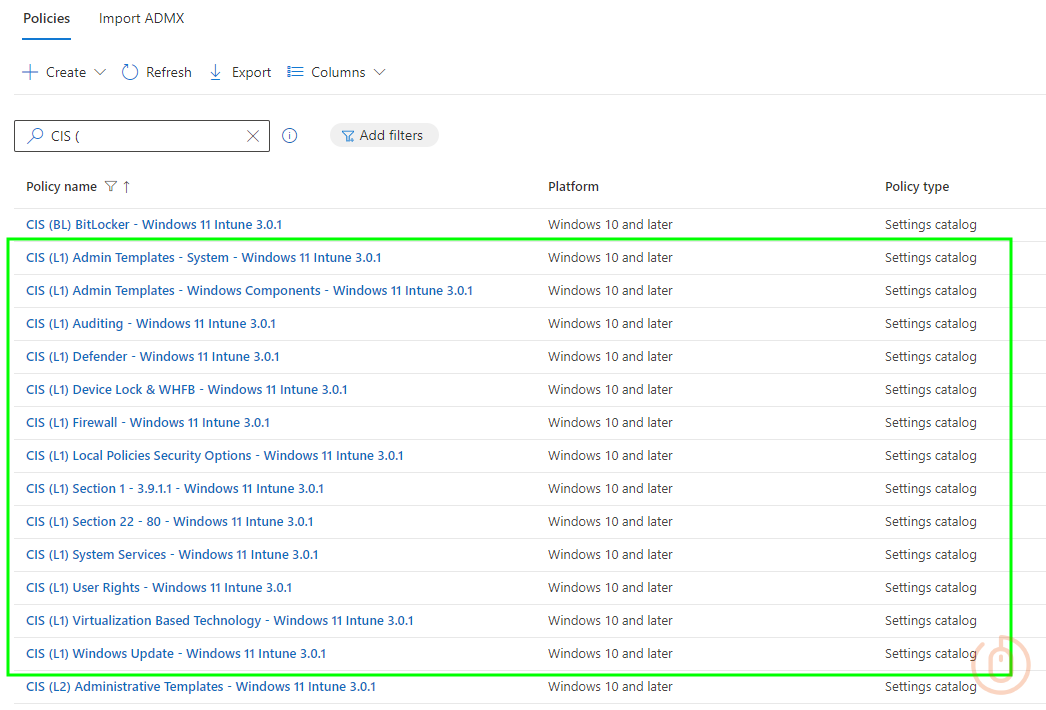 Policies Import ADMX
Create Refresh Export Columns
CIS ( Add filters
Policy name Platform Policy type
CIS (BL) BitLocker - Windows 11 Intune 3.0.1 Windows 10 and later Settings catalog
CIS (L1) Admin Templates - System - Windows 11 Intune 3.0.1 Windows 10 and later Settings catalog
CIS (L1) Admin Templates - Windows Components - Windows 11 Intune 3.0.1 Windows 10 and later Settings catalog
CIS (L1) Auditing - Windows 11 Intune 3.0.1 Windows 10 and later Settings catalog
CIS (L1) Defender - Windows 11 Intune 3.0.1 Windows 10 and later Settings catalog
CIS (L1) Device Lock & WHFB - Windows 11 Intune 3.0.1 Windows 10 and later Settings catalog
CIS (L1) Firewall - Windows 11 Intune 3.0.1 Windows 10 and later Settings catalog
CIS (L1) Local Policies Security Options - Windows 11 Intune 3.0.1 Windows 10 and later Settings catalog
CIS (L1) Section 1 - 3.9.1.1 - Windows 11 Intune 3.0.1 Windows 10 and later Settings catalog
CIS (L1) Section 22 - 80 - Windows 11 Intune 3.0.1 Windows 10 and later Settings catalog
CIS (L1) System Services - Windows 11 Intune 3.0.1 Windows 10 and later Settings catalog
CIS (L1) User Rights - Windows 11 Intune 3.0.1 Windows 10 and later Settings catalog
CIS (L1) Virtualization Based Technology - Windows 11 Intune 3.0.1 Windows 10 and later Settings catalog
CIS (L1) Windows Update - Windows 11 Intune 3.0.1 Windows 10 and later Settings catalog
CIS (L2) Administrative Templates - Windows 11 Intune 3.0.1 Windows 10 and later Settings catalog